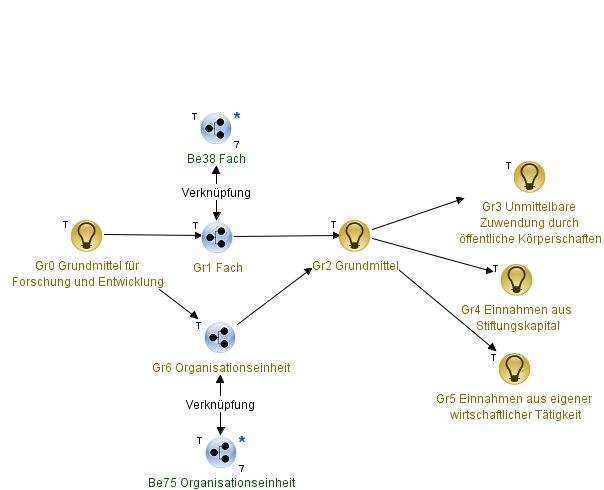 T
*
7
Be38 Fach
Verknüpfung
T
Gr0 Grundmittel für
Forschung und Entwicklung
T
Gr1 Fach
T
Gr2 Grundmittel
T
Gr3 Unmittelbare
Zuwendung durch
öffentliche Körperschaften
T
Gr4 Einnahmen aus
Stiftungskapital
T
Gr5 Einnahmen aus eigener
wirtschaftlicher Tätigkeit
T
Gr6 Organisationseinheit
Verknüpfung
T
*
7
Be75 Organisationseinheit